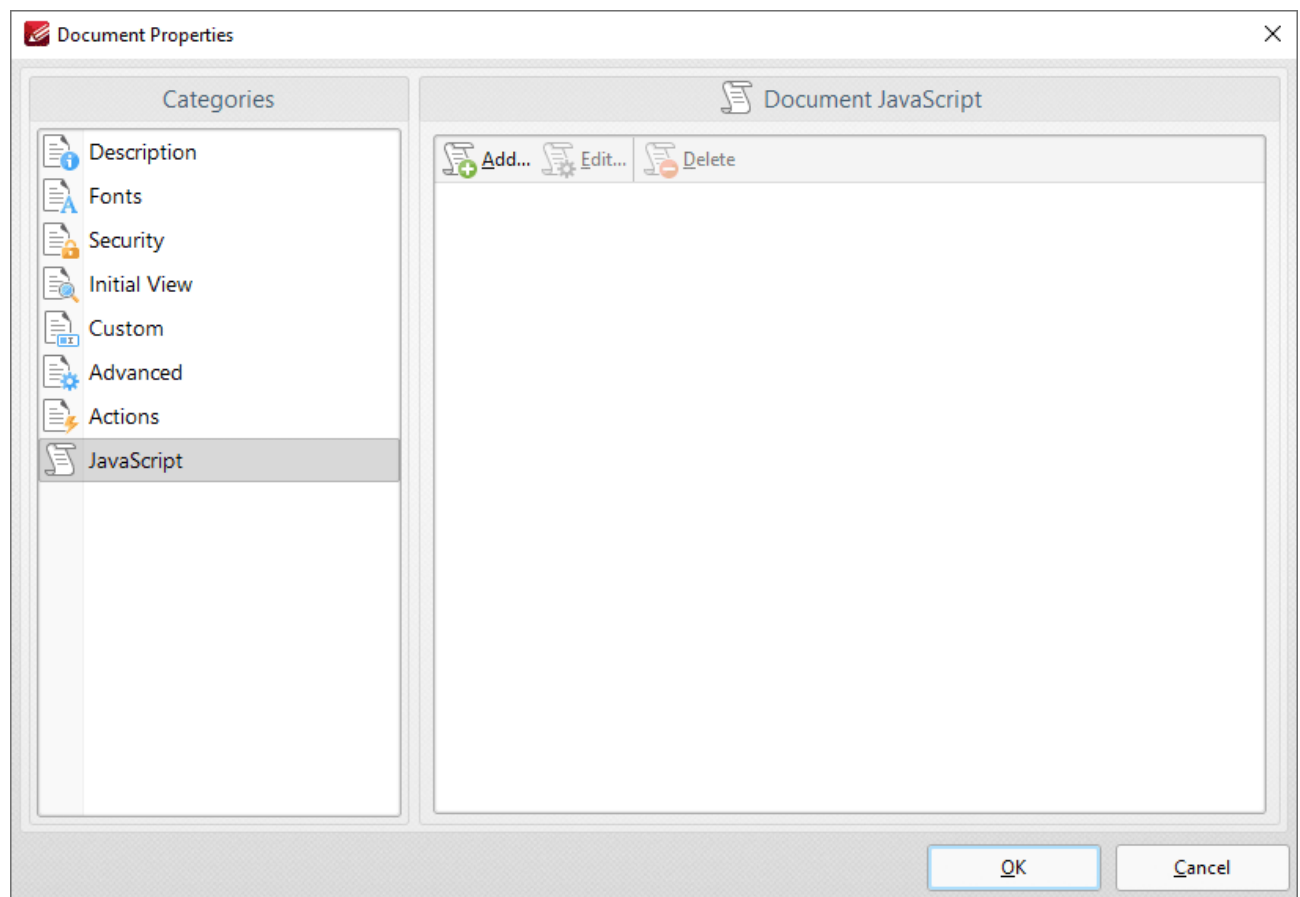 Document Properties
Categories
Description
Fonts
Security
Initial View
Custom
Advanced
Actions
JavaScript
Document JavaScript
Add... Edit... Delete
OK Cancel